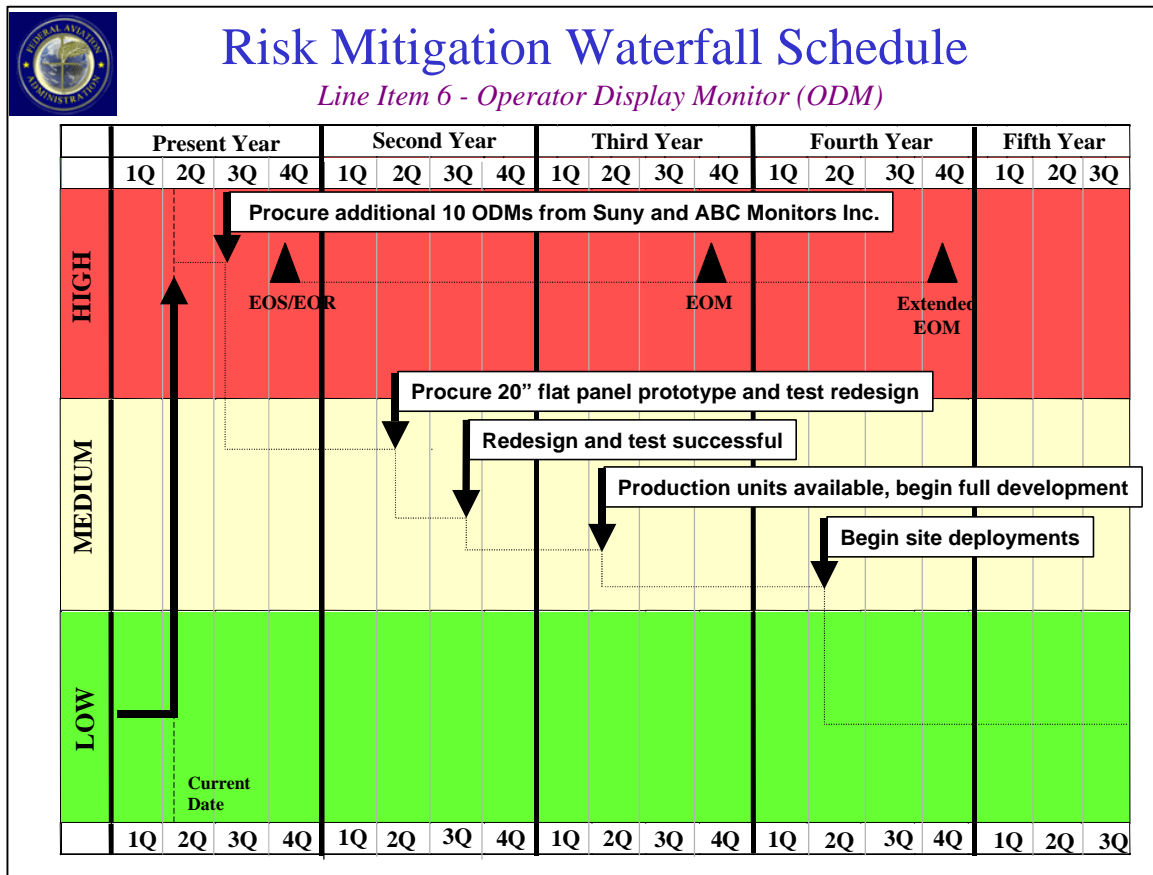 FEDERAL AVIATION
ADMINISTRATION
Risk Mitigation Waterfall Schedule
Line Item 6 - Operator Display Monitor (ODM)
Present Year Second Year Third Year Fourth Year Fifth Year
1Q 2Q 3Q 4Q 1Q 2Q 3Q 4Q 1Q 2Q 3Q 4Q 1Q 2Q 3Q 4Q 1Q 2Q 3Q
HIGH
Procure additional 10 ODMs from Suny and ABC Monitors Inc.
EOS/EOR EOM Extended
EOM
Procure 20” flat panel prototype and test redesign
MEDIUM
Redesign and test successful
Production units available, begin full development
Begin site deployments
LOW
Current
Date
1Q 2Q 3Q 4Q 1Q 2Q 3Q 4Q 1Q 2Q 3Q 4Q 1Q 2Q 3Q 4Q 1Q 2Q 3Q